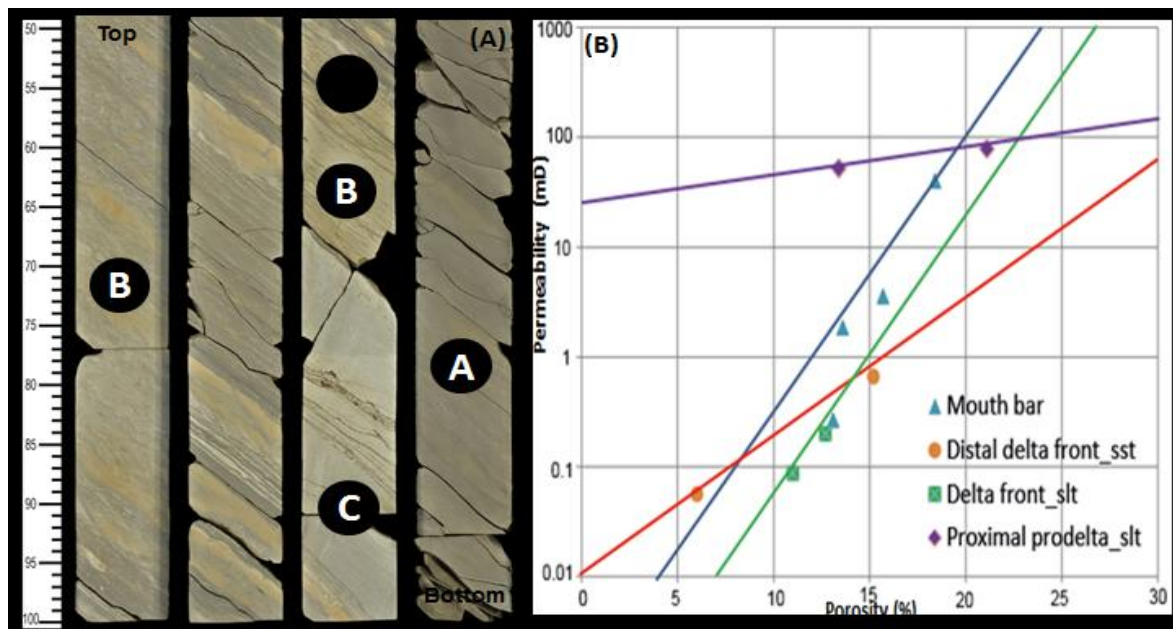 50
55
60
65
70
75
80
85
90
95
100
Top
(A)
B
B
A
C
Bottom
(B)
Permeability (mD)
1000
100
10
1
0.1
0.01
0
5
10
15
21
25
30
Porosity (%)
Mouth bar
Distal delta front_sst
Delta front_slt
Proximal prodelta_slt